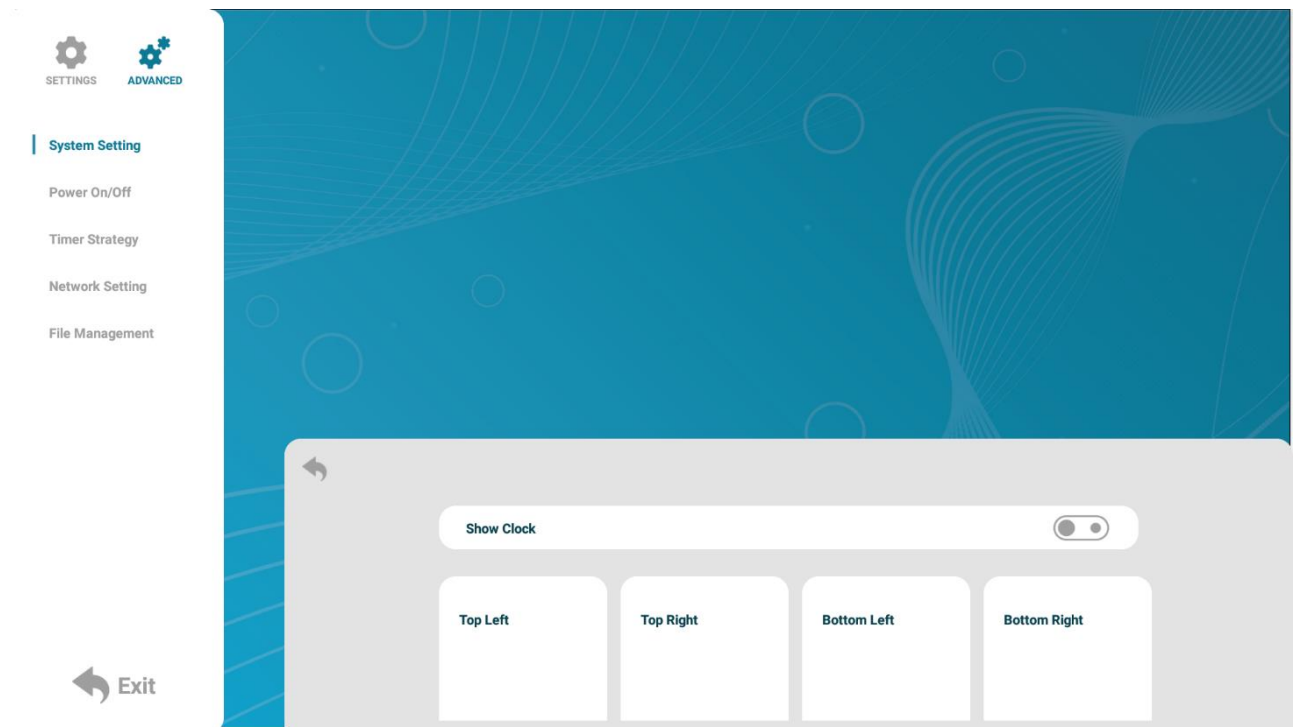 SETTINGS ADVANCED
System Setting
Power On/Off
Timer Strategy
Network Setting
File Management
Show Clock
Top Left Top Right Bottom Left Bottom Right
Exit